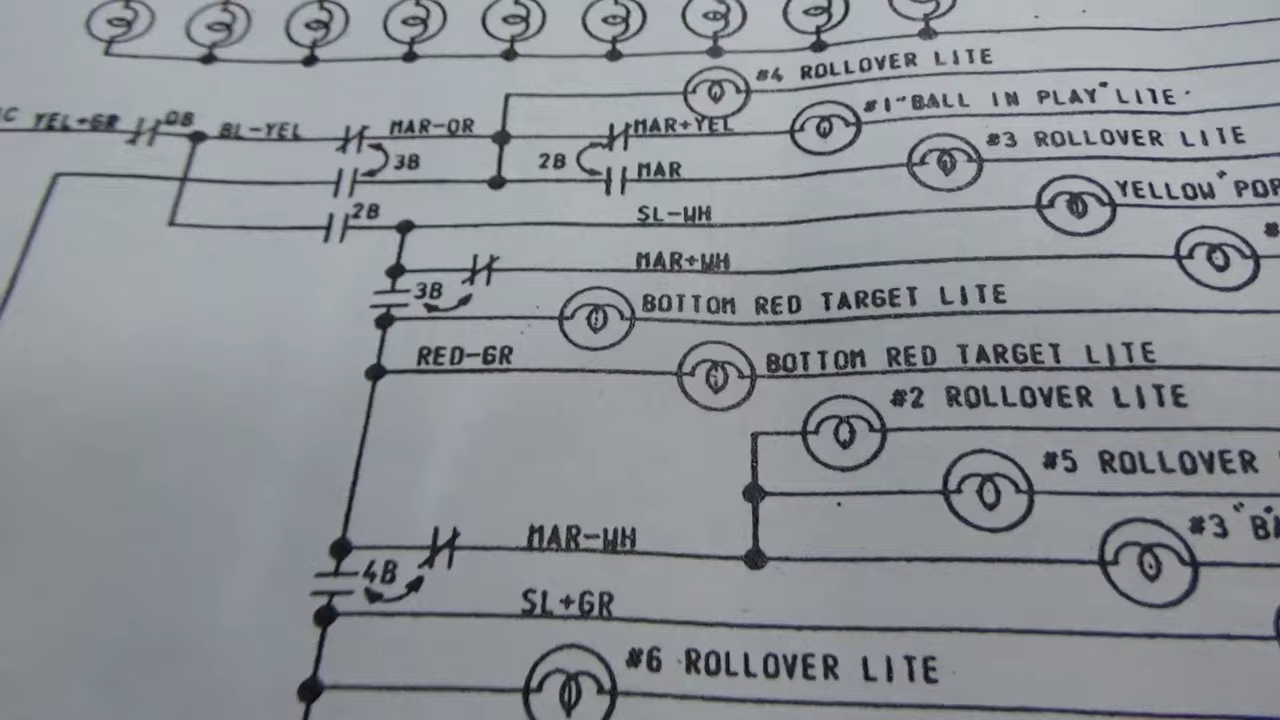 #4 ROLLOVER LITE
#1 "BALL IN PLAY" LITE
C YEL+GR OB BL-YEL MAR-OR MAR+YEL
#3 ROLLOVER LITE
3B 2B MAR
YELLOW" POP
2B SL-WH
#
MAR+WH
3B BOTTOM RED TARGET LITE
RED-GR BOTTOM RED TARGET LITE
#2 ROLLOVER LITE
#5 ROLLOVER
#3 "BA
MAR-WH
4B
SL+GR
#6 ROLLOVER LITE